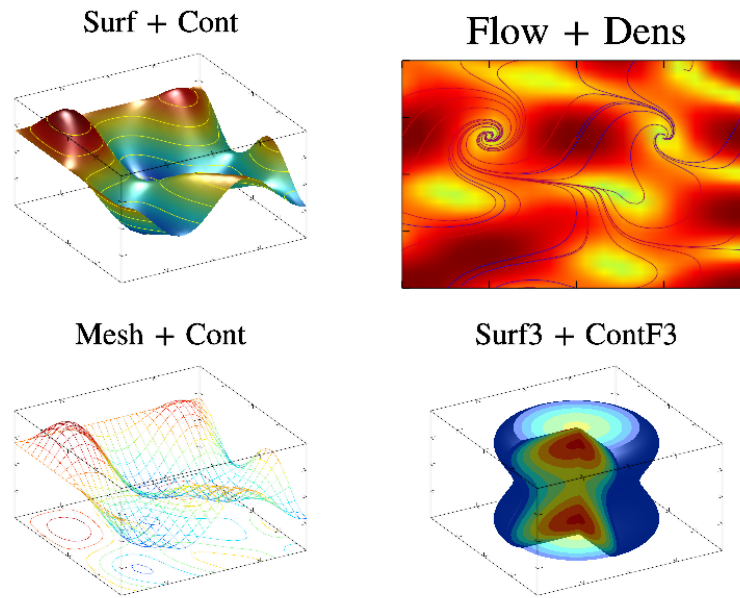 Surf + Cont
Flow + Dens
Mesh + Cont
Surf3 + ContF3